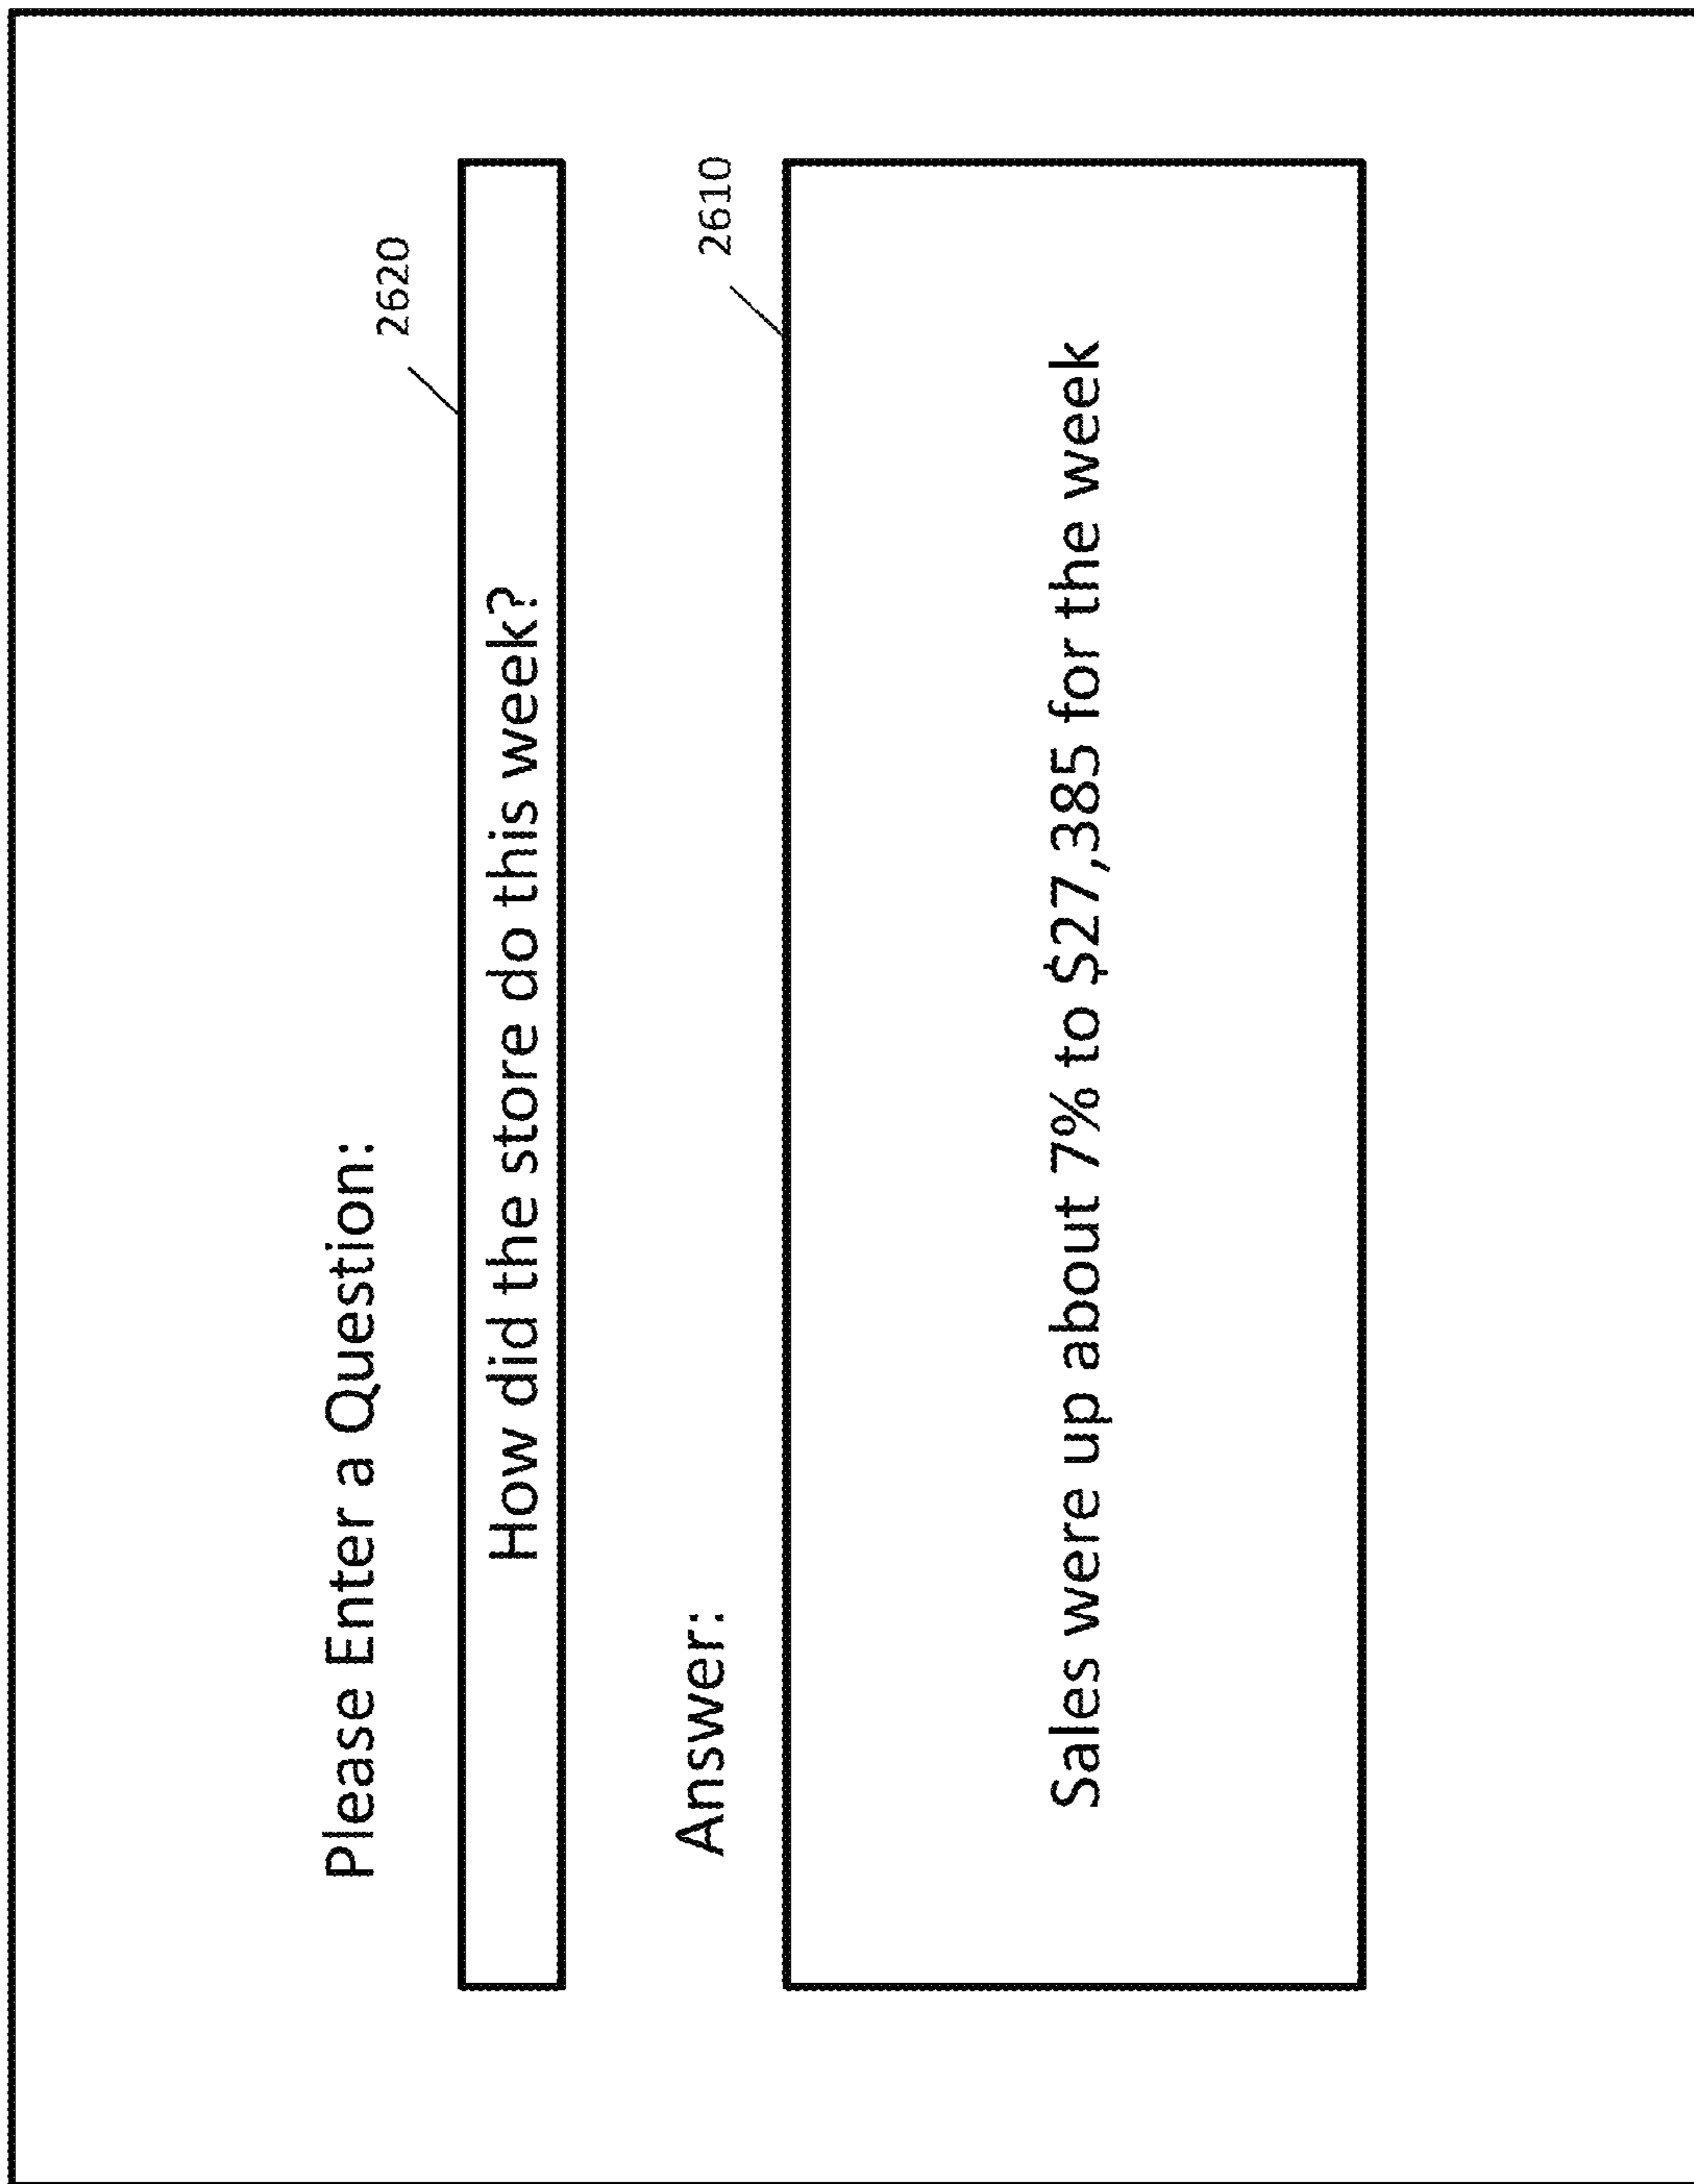 Please Enter a Question:
2620
How did the store do this week?
Answer:
2610
Sales were up about 7% to $27,385 for the week